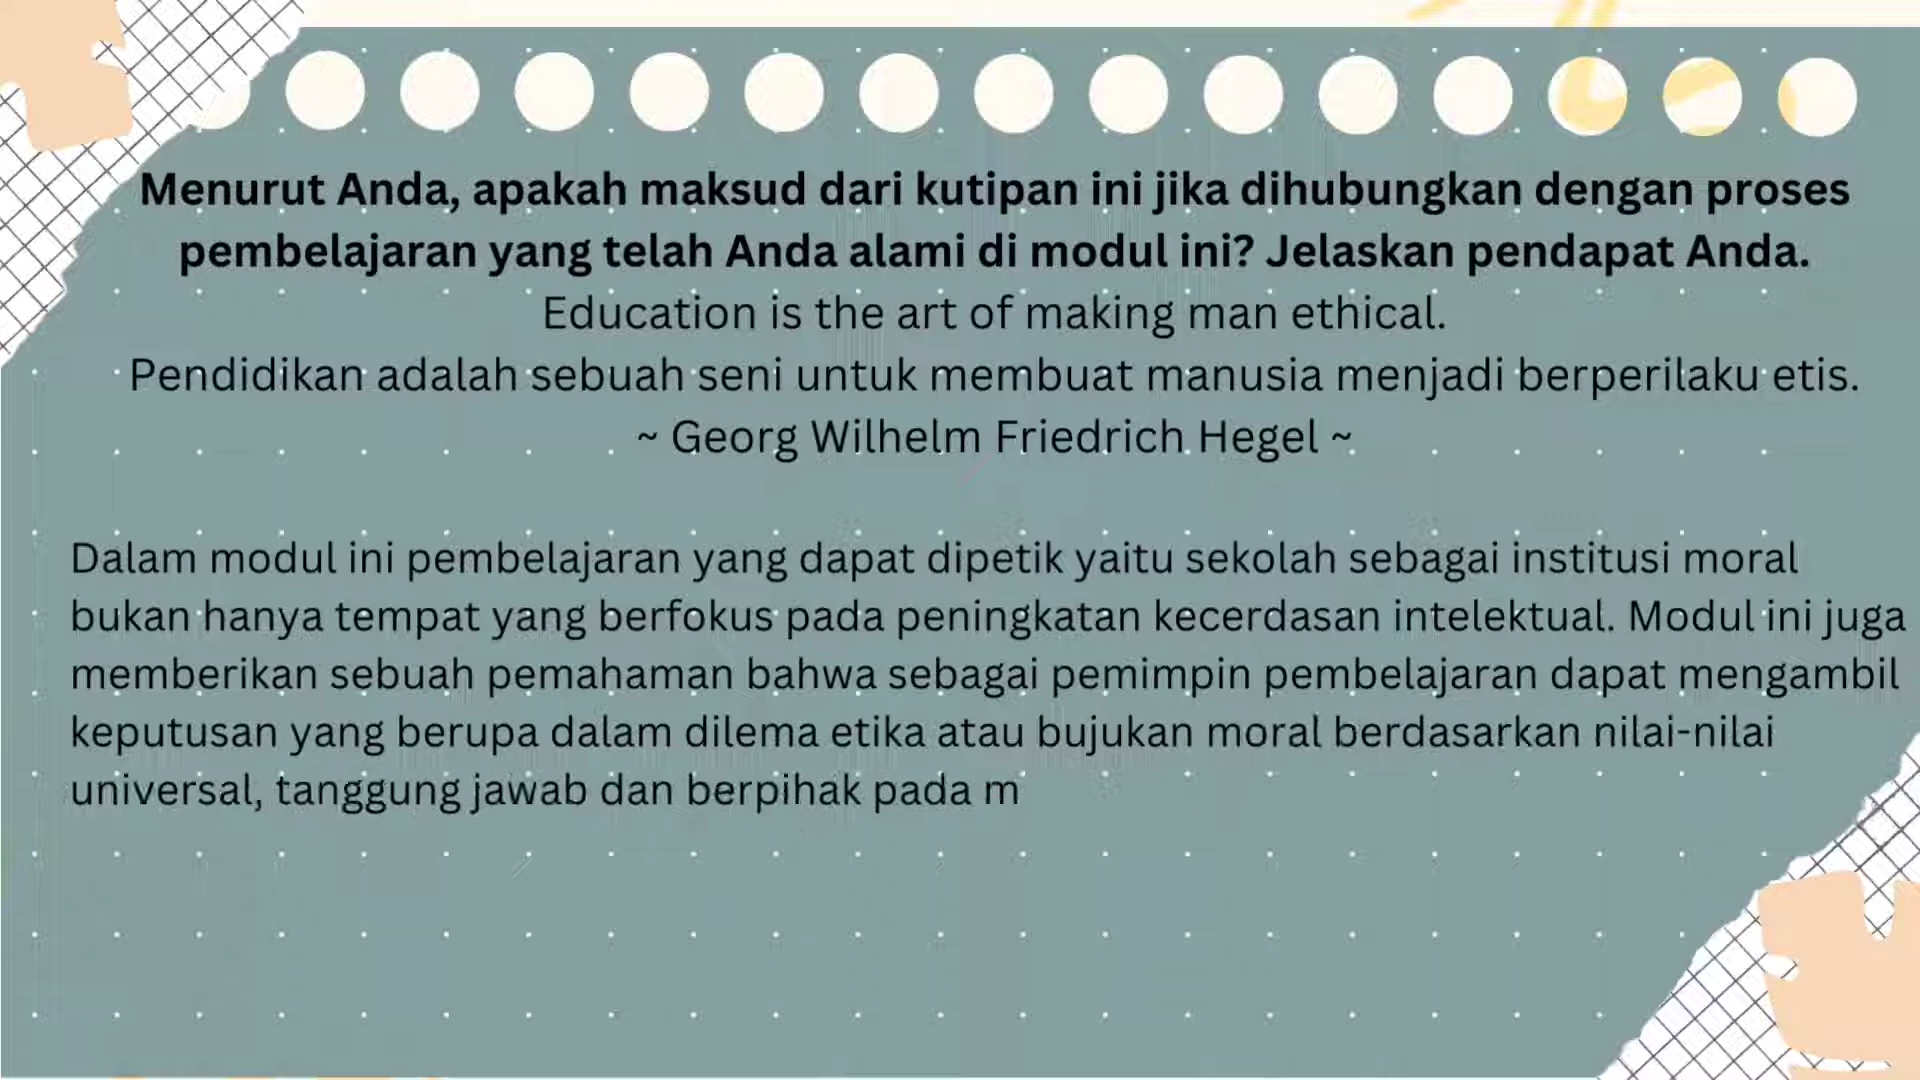 Menurut Anda, apakah maksud dari kutipan ini jika dihubungkan dengan proses
pembelajaran yang telah Anda alami di modul ini? Jelaskan pendapat Anda.
Education is the art of making man ethical.
Pendidikan adalah sebuah seni untuk membuat manusia menjadi berperilaku etis.
~ Georg Wilhelm Friedrich Hegel ~
Dalam modul ini pembelajaran yang dapat dipetik yaitu sekolah sebagai institusi moral
bukan hanya tempat yang berfokus pada peningkatan kecerdasan intelektual. Modul ini juga
memberikan sebuah pemahaman bahwa sebagai pemimpin pembelajaran dapat mengambil
keputusan yang berupa dalam dilema etika atau bujukan moral berdasarkan nilai-nilai
universal, tanggung jawab dan berpihak pada m